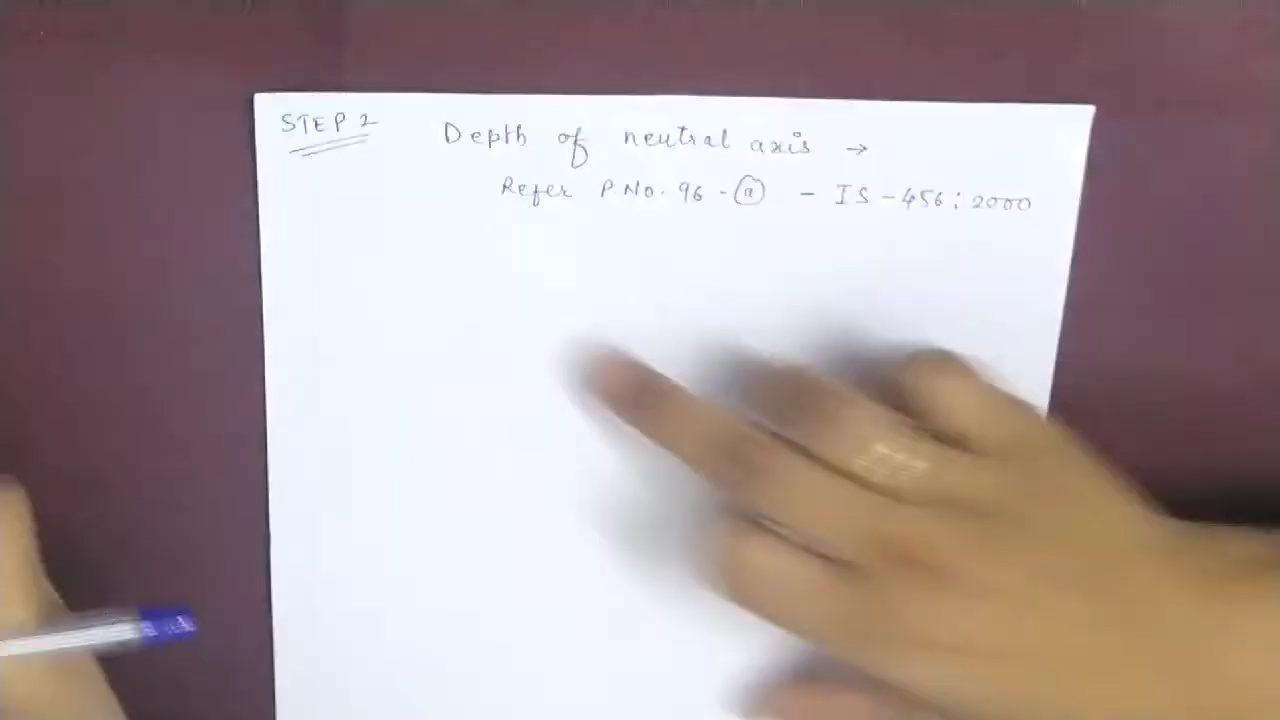 STEP 2
Depth of neutral axis →
Refer P No. 96 - ⓐ - IS - 456 : 2000